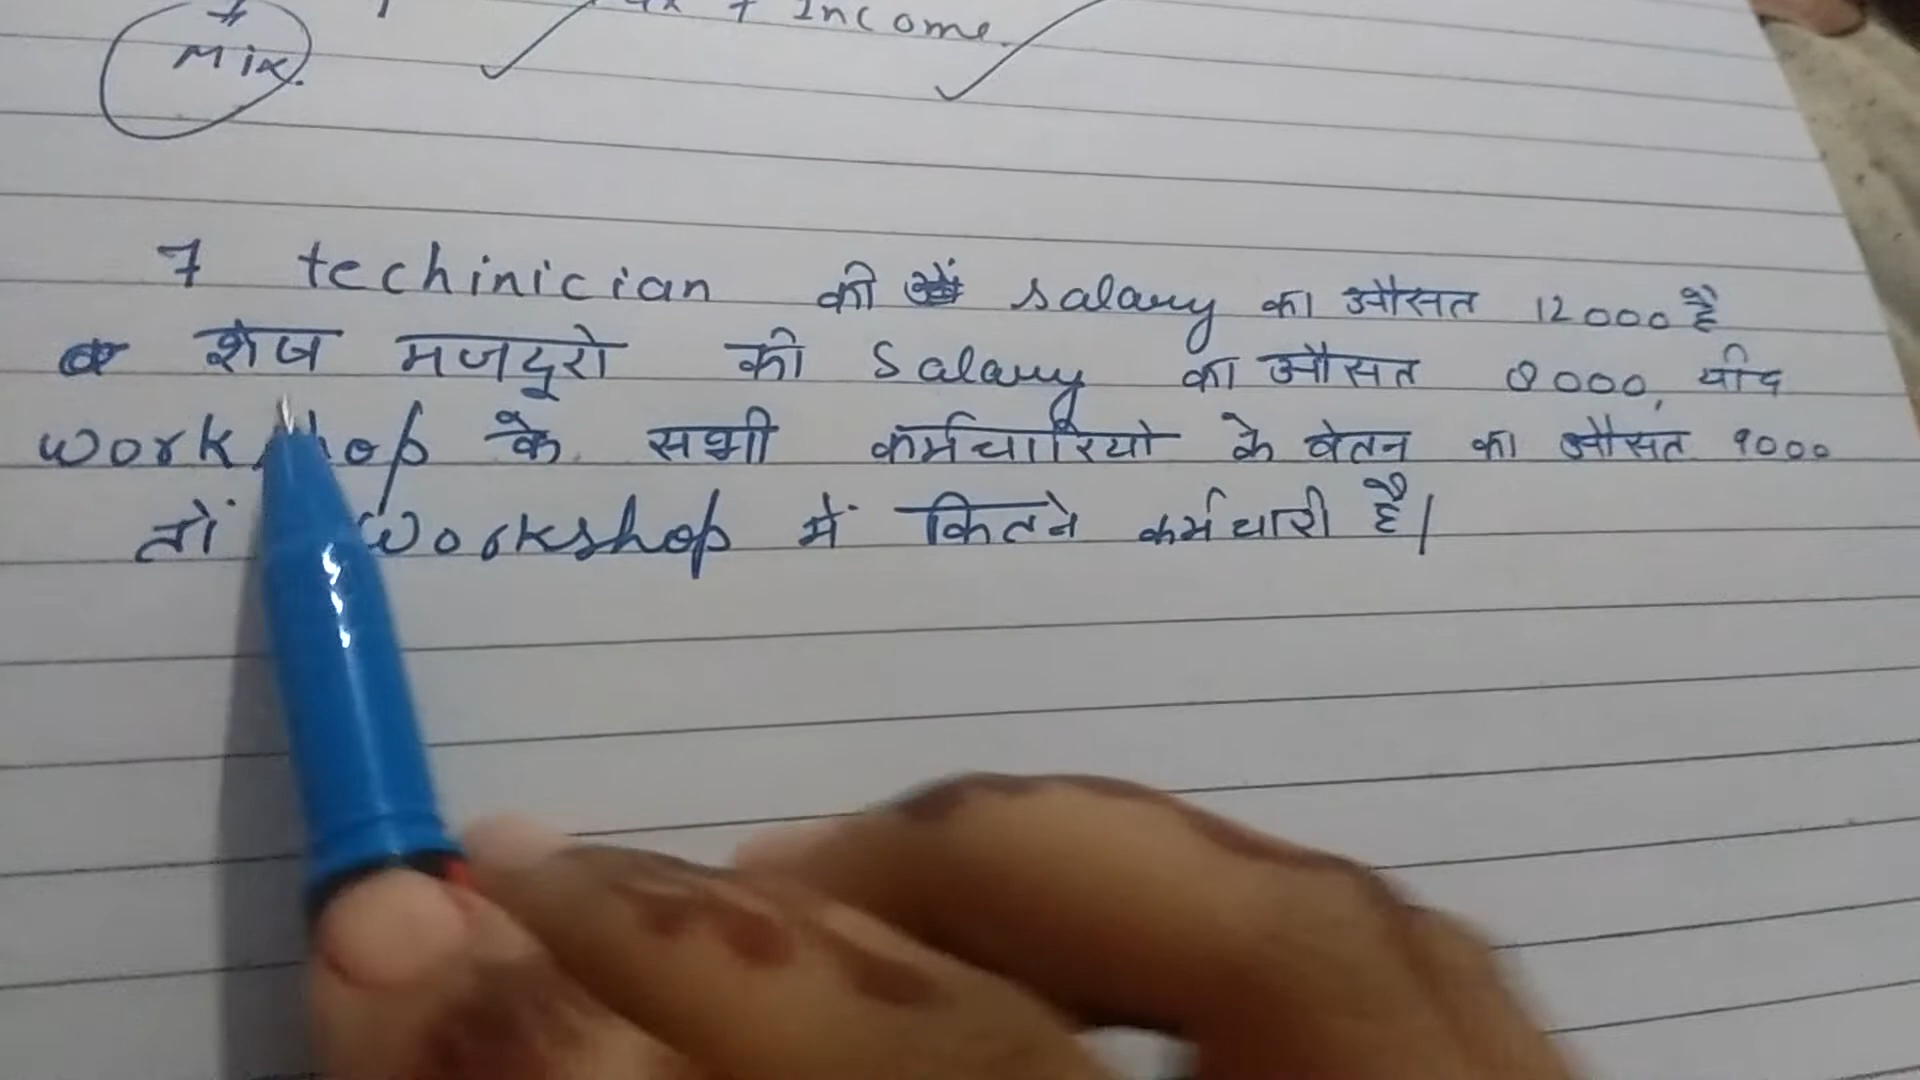 Mix.
+ Income.
7 techinician की salary का औसत 12000 है
शेष मजदूरो की Salary का औसत 8000, यदि
workshop के सभी कर्मचारियो के वेतन का औसत 9000
तों workshop में कितने कर्मचारी है।